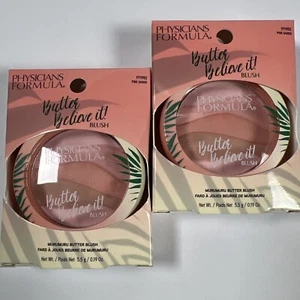 PHYSICIANS
FORMULA®
Butter
Believe it!
BLUSH
PHYSICIANS
FORMULA®
Butter
Believe it!
BLUSH
MURUMURU BUTTER BLUSH
FARD À JOUES BEURRE DE MURUMURU
Net Wt./Poids Net 5.5 g / 0.19 Oz.
PHYSICIANS
FORMULA®
PINK SANDS
Butter
Believe it!
BLUSH
PHYSICIANS
FORMULA®
Butter
Believe it!
BLUSH
MURUMURU BUTTER BLUSH
FARD À JOUES BEURRE DE MURUMURU
Net Wt./Poids Net 5.5 g / 0.19 Oz.